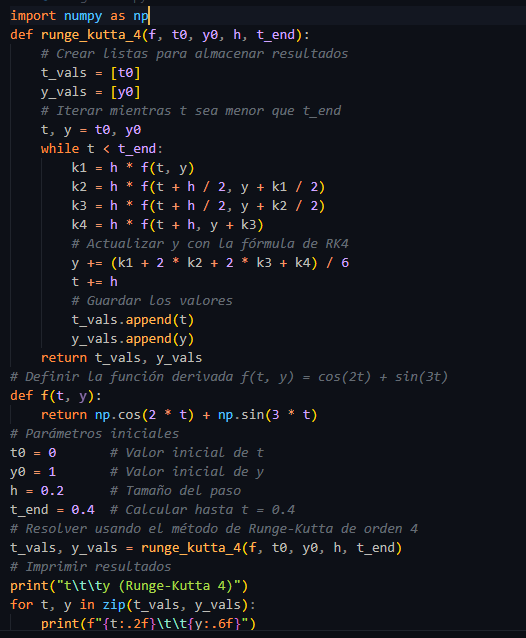 import numpy as np
def runge_kutta_4(f, t0, y0, h, t_end):
    # Crear listas para almacenar resultados
    t_vals = [t0]
    y_vals = [y0]
    # Iterar mientras t sea menor que t_end
    t, y = t0, y0
    while t < t_end:
        k1 = h * f(t, y)
        k2 = h * f(t + h / 2, y + k1 / 2)
        k3 = h * f(t + h / 2, y + k2 / 2)
        k4 = h * f(t + h, y + k3)
        # Actualizar y con la fórmula de RK4
        y += (k1 + 2 * k2 + 2 * k3 + k4) / 6
        t += h
        # Guardar los valores
        t_vals.append(t)
        y_vals.append(y)
    return t_vals, y_vals
# Definir la función derivada f(t, y) = cos(2t) + sin(3t)
def f(t, y):
    return np.cos(2 * t) + np.sin(3 * t)
# Parámetros iniciales
t0 = 0       # Valor inicial de t
y0 = 1       # Valor inicial de y
h = 0.2      # Tamaño del paso
t_end = 0.4  # Calcular hasta t = 0.4
# Resolver usando el método de Runge-Kutta de orden 4
t_vals, y_vals = runge_kutta_4(f, t0, y0, h, t_end)
# Imprimir resultados
print("t\t\ty (Runge-Kutta 4)")
for t, y in zip(t_vals, y_vals):
    print(f"{t:.2f}\t\t{y:.6f}")